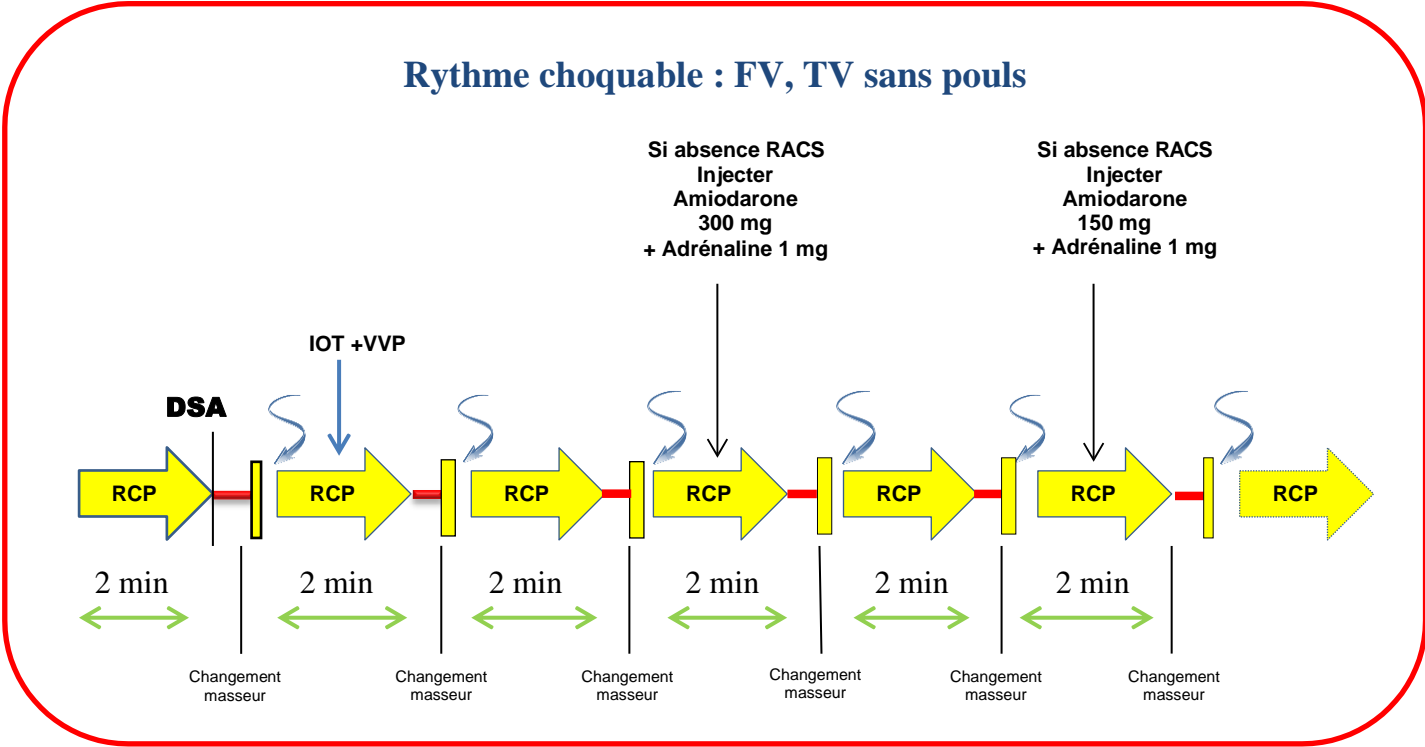 Rythme choquable : FV, TV sans pouls
Si absence RACS
Injecter
Amiodarone
300 mg
+ Adrénaline 1 mg
Si absence RACS
Injecter
Amiodarone
150 mg
+ Adrénaline 1 mg
IOT +VVP
DSA
RCP
RCP
RCP
RCP
RCP
RCP
RCP
2 min
2 min
2 min
2 min
2 min
2 min
Changement
masseur
Changement
masseur
Changement
masseur
Changement
masseur
Changement
masseur
Changement
masseur